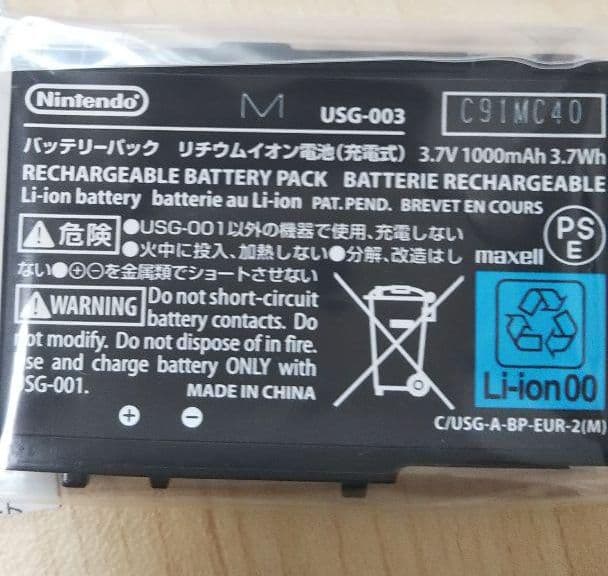 Nintendo M USG-003 C91MC40
バッテリーパック リチウムイオン電池(充電式) 3.7V 1000mAh 3.7Wh
RECHARGEABLE BATTERY PACK BATTERIE RECHARGEABLE
Li-ion battery batterie au Li-ion PAT.PEND. BREVET EN COURS
⚠危険 ●USG-001以外の機器で使用、充電しない
●火中に投入、加熱しない●分解、改造はし
ない●⊕⊖を金属類でショートさせない
maxell
PS E
⚠WARNING Do not short-circuit
battery contacts. Do
not modify. Do not dispose of in fire.
Use and charge battery ONLY with
USG-001.
MADE IN CHINA
⊕ ⊖
Li-ion 00
C/USG-A-BP-EUR-2(M)